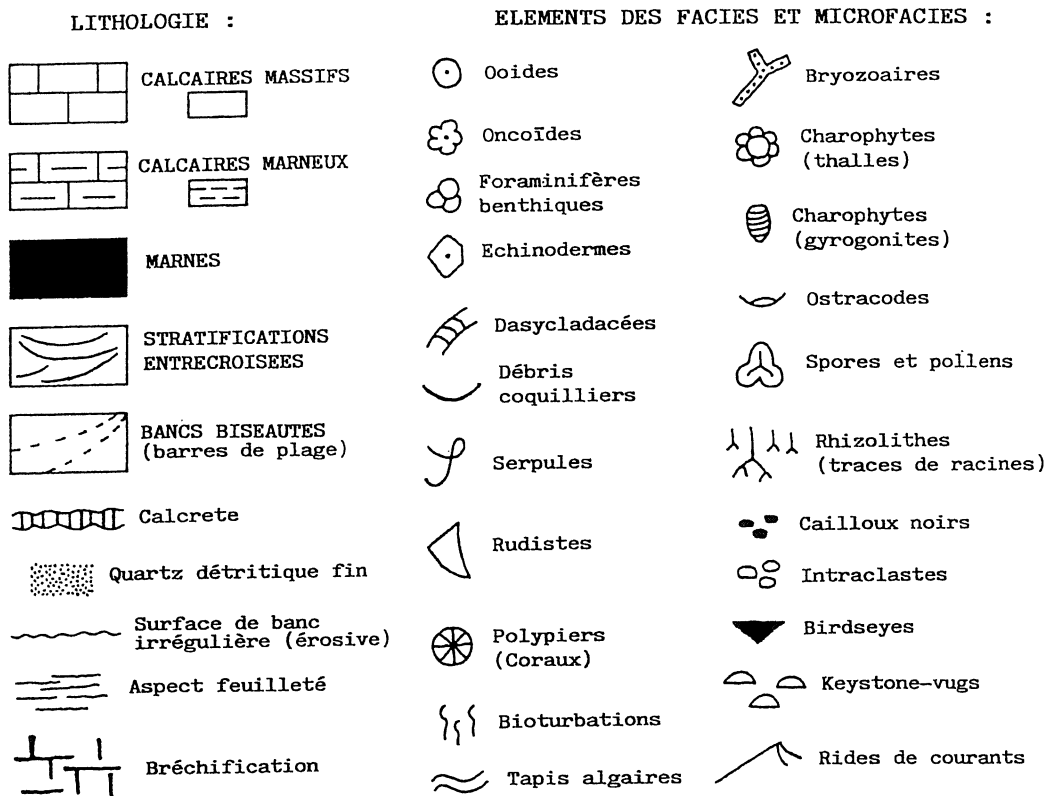 LITHOLOGIE :
CALCAIRES MASSIFS
CALCAIRES MARNEUX
MARNES
STRATIFICATIONS
ENTRECROISEES
BANCS BISEAUTES
(barres de plage)
Calcrete
Quartz détritique fin
Surface de banc
irrégulière (érosive)
Aspect feuilleté
Bréchification
ELEMENTS DES FACIES ET MICROFACIES :
Ooides
Oncoïdes
Foraminifères
benthiques
Echinodermes
Dasycladacées
Débris
coquilliers
Serpules
Rudistes
Polypiers
(Coraux)
Bioturbations
Tapis algaires
Bryozoaires
Charophytes
(thalles)
Charophytes
(gyrogonites)
Ostracodes
Spores et pollens
Rhizolithes
(traces de racines)
Cailloux noirs
Intraclastes
Birdseyes
Keystone-vugs
Rides de courants